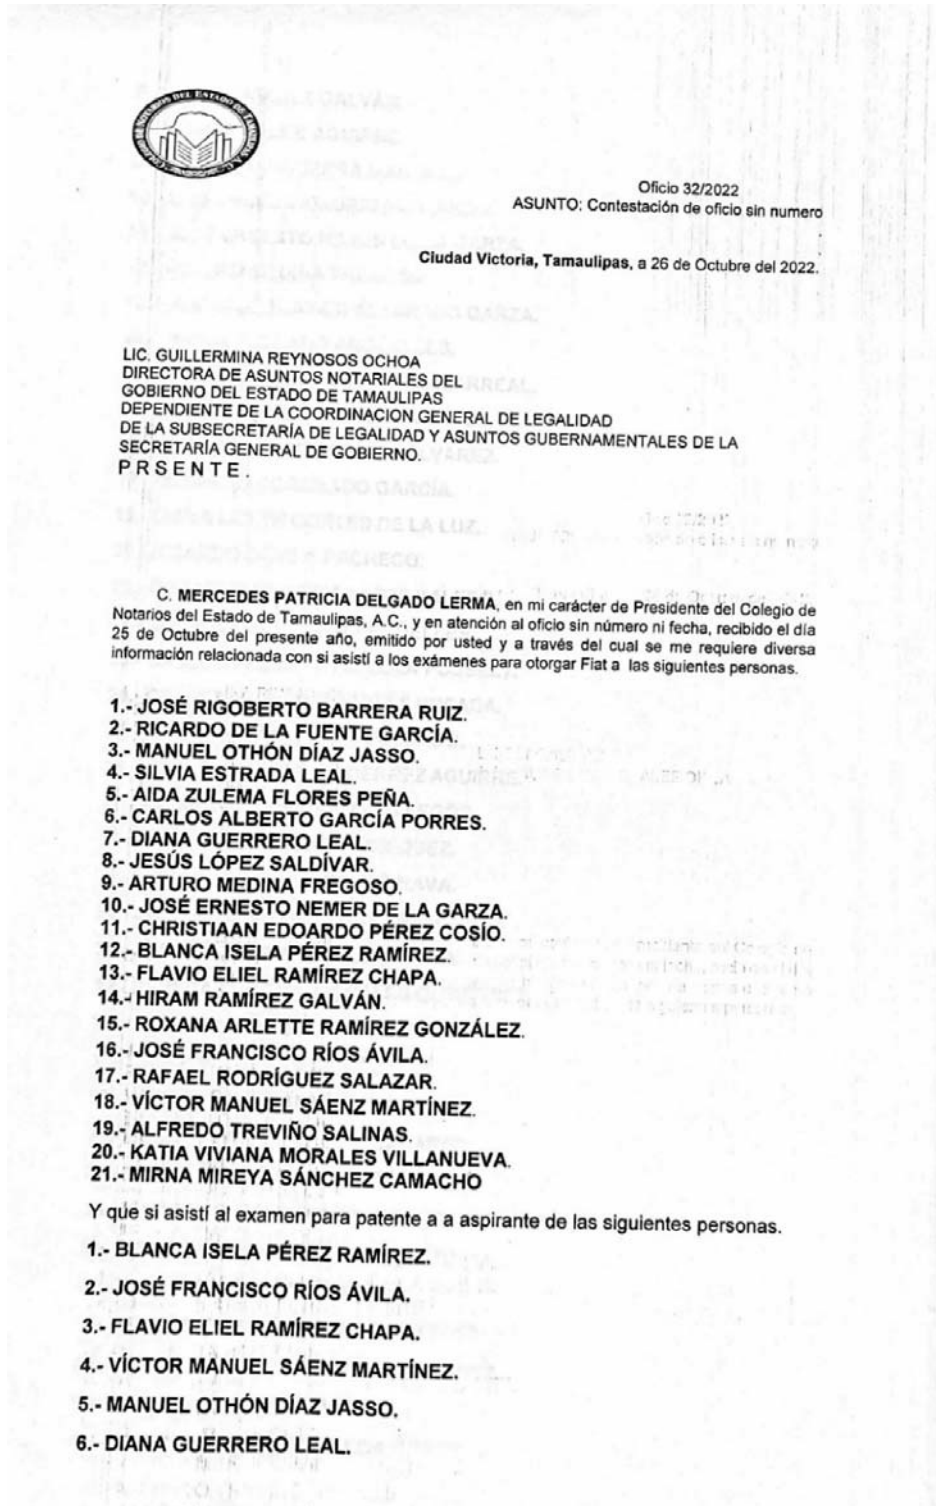 Oficio 32/2022
ASUNTO: Contestación de oficio sin numero
Ciudad Victoria, Tamaulipas, a 26 de Octubre del 2022.
LIC. GUILLERMINA REYNOSOS OCHOA
DIRECTORA DE ASUNTOS NOTARIALES DEL
GOBIERNO DEL ESTADO DE TAMAULIPAS
DEPENDIENTE DE LA COORDINACION GENERAL DE LEGALIDAD
DE LA SUBSECRETARÍA DE LEGALIDAD Y ASUNTOS GUBERNAMENTALES DE LA
SECRETARÍA GENERAL DE GOBIERNO.
P R S E N T E .
C. MERCEDES PATRICIA DELGADO LERMA, en mi carácter de Presidente del Colegio de
Notarios del Estado de Tamaulipas, A.C., y en atención al oficio sin número ni fecha, recibido el día
25 de Octubre del presente año, emitido por usted y a través del cual se me requiere diversa
información relacionada con si asistí a los exámenes para otorgar Fiat a las siguientes personas.
1.- JOSÉ RIGOBERTO BARRERA RUIZ.
2.- RICARDO DE LA FUENTE GARCÍA.
3.- MANUEL OTHÓN DÍAZ JASSO.
4.- SILVIA ESTRADA LEAL.
5.- AIDA ZULEMA FLORES PEÑA.
6.- CARLOS ALBERTO GARCÍA PORRES.
7.- DIANA GUERRERO LEAL.
8.- JESÚS LÓPEZ SALDÍVAR.
9.- ARTURO MEDINA FREGOSO.
10.- JOSÉ ERNESTO NEMER DE LA GARZA.
11.- CHRISTIAAN EDOARDO PÉREZ COSÍO.
12.- BLANCA ISELA PÉREZ RAMÍREZ.
13.- FLAVIO ELIEL RAMÍREZ CHAPA.
14.- HIRAM RAMÍREZ GALVÁN.
15.- ROXANA ARLETTE RAMÍREZ GONZÁLEZ.
16.- JOSÉ FRANCISCO RÍOS ÁVILA.
17.- RAFAEL RODRÍGUEZ SALAZAR.
18.- VÍCTOR MANUEL SÁENZ MARTÍNEZ.
19.- ALFREDO TREVIÑO SALINAS.
20.- KATIA VIVIANA MORALES VILLANUEVA.
21.- MIRNA MIREYA SÁNCHEZ CAMACHO
Y que si asistí al examen para patente a a aspirante de las siguientes personas.
1.- BLANCA ISELA PÉREZ RAMÍREZ.
2.- JOSÉ FRANCISCO RÍOS ÁVILA.
3.- FLAVIO ELIEL RAMÍREZ CHAPA.
4.- VÍCTOR MANUEL SÁENZ MARTÍNEZ.
5.- MANUEL OTHÓN DÍAZ JASSO.
6.- DIANA GUERRERO LEAL.